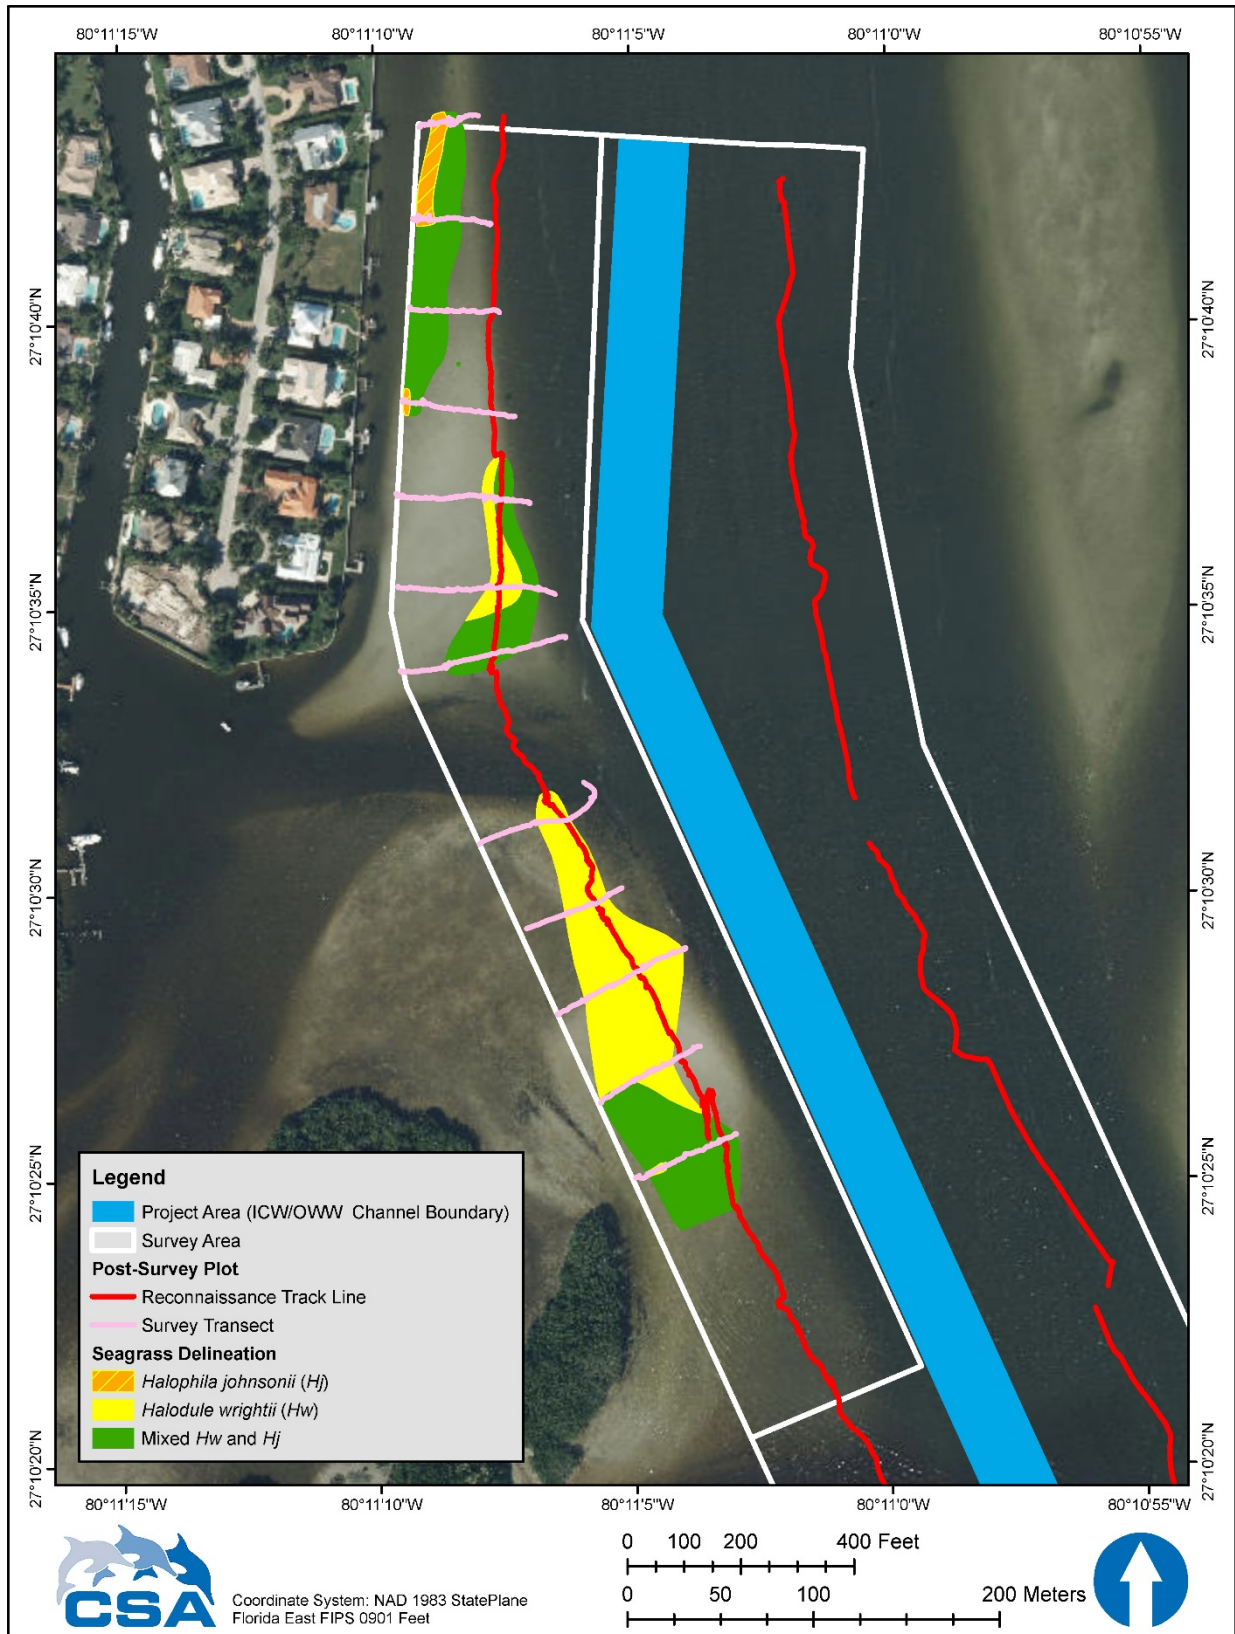 80°11'15"W 80°11'10"W 80°11'5"W 80°11'0"W 80°10'55"W
27°10'40"N 27°10'40"N
27°10'35"N 27°10'35"N
27°10'30"N 27°10'30"N
27°10'25"N 27°10'25"N
27°10'20"N 27°10'20"N
Legend
Project Area (ICW/OWW Channel Boundary)
Survey Area
Post-Survey Plot
Reconnaissance Track Line
Survey Transect
Seagrass Delineation
Halophila johnsonii (Hj)
Halodule wrightii (Hw)
Mixed Hw and Hj
80°11'15"W 80°11'10"W 80°11'5"W 80°11'0"W 80°10'55"W
CSA
Coordinate System: NAD 1983 StatePlane
Florida East FIPS 0901 Feet
0 100 200 400 Feet
0 50 100 200 Meters